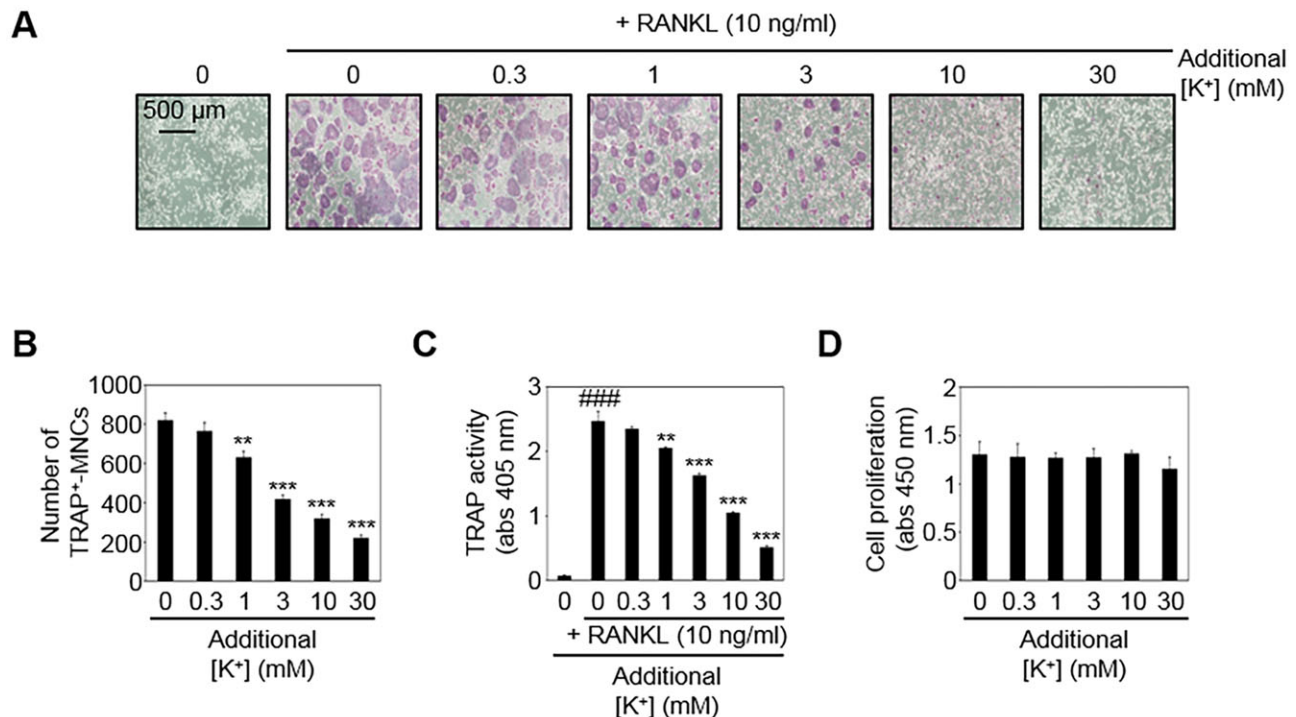 A
+ RANKL (10 ng/ml)
0 0 0.3 1 3 10 30 Additional
[K⁺] (mM)
500 µm
B
Number of
TRAP⁺-MNCs
1000
800
600
400
200
0
**
***
***
***
0 0.3 1 3 10 30
Additional
[K⁺] (mM)
C
TRAP activity
(abs 405 nm)
3
2
1
0
###
**
***
***
***
0 0 0.3 1 3 10 30
+ RANKL (10 ng/ml)
Additional
[K⁺] (mM)
D
Cell proliferation
(abs 450 nm)
2
1.5
1
0.5
0
0 0.3 1 3 10 30
Additional
[K⁺] (mM)